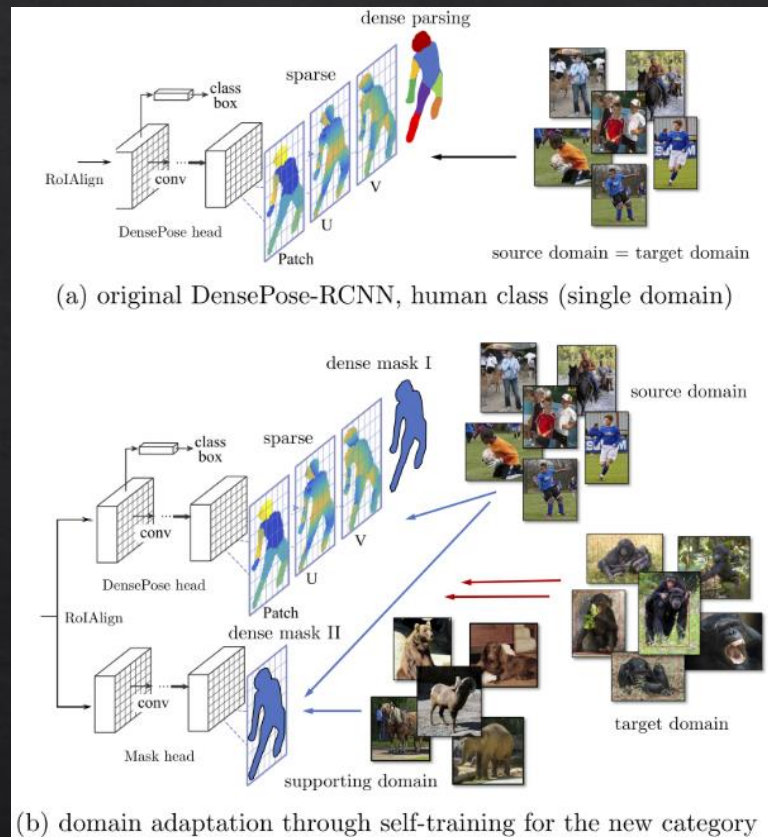 dense parsing
sparse
class
box
RoIAlign
conv
DensePose head
Patch
U
V
source domain = target domain
(a) original DensePose-RCNN, human class (single domain)
dense mask I
source domain
sparse
class
box
conv
DensePose head
Patch
U
V
RoIAlign
dense mask II
conv
Mask head
supporting domain
target domain
(b) domain adaptation through self-training for the new category